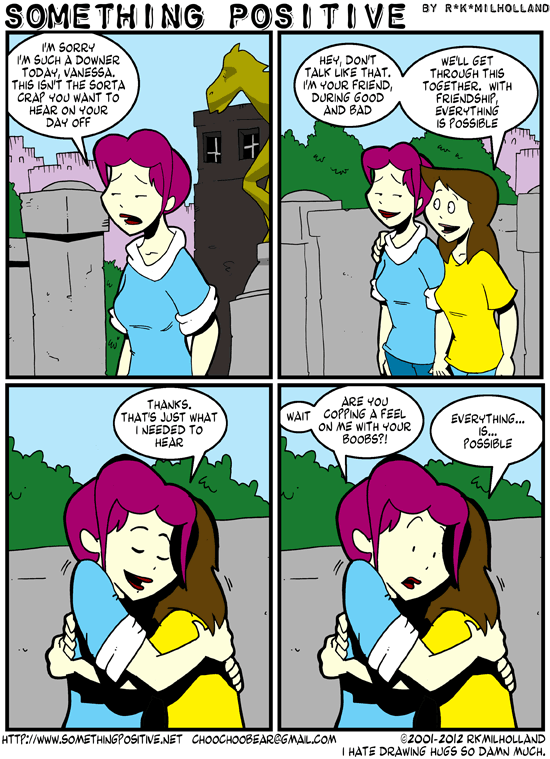 SOMETHING POSITIVE BY R*K*MILHOLLAND
I'M SORRY
I'M SUCH A DOWNER
TODAY, VANESSA.
THIS ISN'T THE SORTA
CRAP YOU WANT TO
HEAR ON YOUR
DAY OFF
HEY, DON'T
TALK LIKE THAT.
I'M YOUR FRIEND,
DURING GOOD
AND BAD
WE'LL GET
THROUGH THIS
TOGETHER. WITH
FRIENDSHIP,
EVERYTHING
IS POSSIBLE
THANKS.
THAT'S JUST WHAT
I NEEDED TO
HEAR
WAIT
ARE YOU
COPPING A FEEL
ON ME WITH YOUR
BOOBS?!
EVERYTHING...
IS...
POSSIBLE
HTTP://WWW.SOMETHINGPOSITIVE.NET CHOOCHOOBEAR@GMAIL.COM ©2001-2012 RKMILHOLLAND
I HATE DRAWING HUGS SO DAMN MUCH.